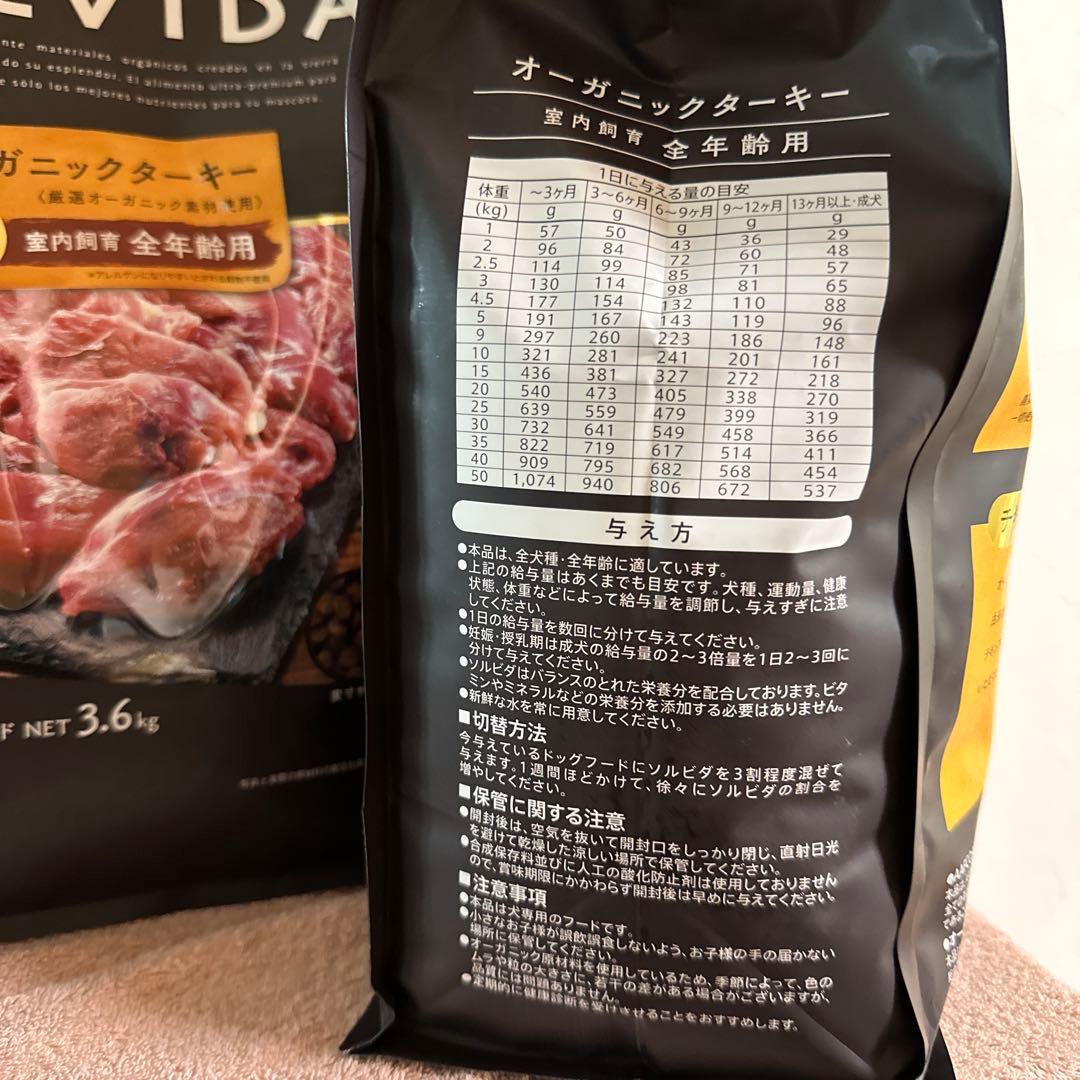 EVIDA
nte materiales orgánicos creados en la tierra
do su esplendor. El alimento ultra-premium para
e sólo los mejores nutrientes para su mascota.
ガニックターキー
〈厳選オーガニック素材使用〉
室内飼育 全年齢用
※アレルゲンになりやすいとされる穀物不使用
ド NET 3.6kg
オーガニックターキー
室内飼育 全年齢用
1日に与える量の目安
体重(kg) ～3ヶ月 g 3～6ヶ月 g 6～9ヶ月 g 9～12ヶ月 g 13ヶ月以上・成犬 g
1 57 50 43 36 29
2 96 84 72 60 48
2.5 114 99 85 71 57
3 130 114 98 81 65
4.5 177 154 132 110 88
5 191 167 143 119 96
9 297 260 223 186 148
10 321 281 241 201 161
15 436 381 327 272 218
20 540 473 405 338 270
25 639 559 479 399 319
30 732 641 549 458 366
35 822 719 617 514 411
40 909 795 682 568 454
50 1,074 940 806 672 537
与え方
●本品は、全犬種・全年齢に適しています。
●上記の給与量はあくまでも目安です。犬種、運動量、健康
状態、体重などによって給与量を調節し、与えすぎに注意
してください。
●1日の給与量を数回に分けて与えてください。
●妊娠・授乳期は成犬の給与量の2～3倍量を1日2～3回に
分けて与えてください。
●ソルビダはバランスのとれた栄養分を配合しております。ビタ
ミンやミネラルなどの栄養分を添加する必要はありません。
●新鮮な水を常に用意してください。
■切替方法
今与えているドッグフードにソルビダを3割程度混ぜて
与えます。1週間ほどかけて、徐々にソルビダの割合を
増やしてください。
■保管に関する注意
●開封後は、空気を抜いて開封口をしっかり閉じ、直射日光
を避けて乾燥した涼しい場所で保管してください。
●合成保存料並びに人工の酸化防止剤は使用しておりません
ので、賞味期限にかかわらず開封後は早めに与えてください。
■注意事項
●本品は犬専用のフードです。
●小さなお子様が誤飲誤食しないよう、お子様の手の届かない
場所に保管してください。
●オーガニック原材料を使用しているため、季節によって、色の
ムラや粒の大きさに、若干の差がある場合がございますが、
品質には問題ありません。
●定期的に健康診断を受けさせることをおすすめします。